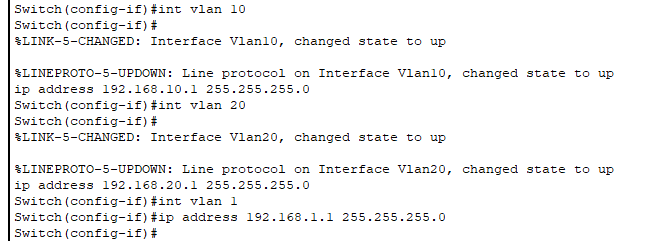 Switch(config-if)#int vlan 10
Switch(config-if)#
%LINK-5-CHANGED: Interface Vlan10, changed state to up

%LINEPROTO-5-UPDOWN: Line protocol on Interface Vlan10, changed state to up
ip address 192.168.10.1 255.255.255.0
Switch(config-if)#int vlan 20
Switch(config-if)#
%LINK-5-CHANGED: Interface Vlan20, changed state to up

%LINEPROTO-5-UPDOWN: Line protocol on Interface Vlan20, changed state to up
ip address 192.168.20.1 255.255.255.0
Switch(config-if)#int vlan 1
Switch(config-if)#ip address 192.168.1.1 255.255.255.0
Switch(config-if)#